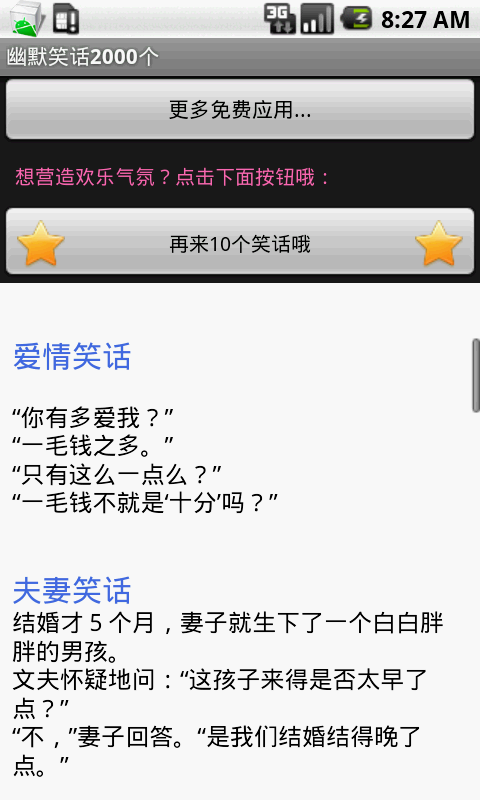 3G
8:27 AM
幽默笑话2000个
更多免费应用...
想营造欢乐气氛？点击下面按钮哦：
再来10个笑话哦
爱情笑话
“你有多爱我？”
“一毛钱之多。”
“只有这么一点么？”
“一毛钱不就是‘十分’吗？”
夫妻笑话
结婚才５个月，妻子就生下了一个白白胖
胖的男孩。
文夫怀疑地问：“这孩子来得是否太早了
点？”
“不，”妻子回答。“是我们结婚结得晚了
点。”